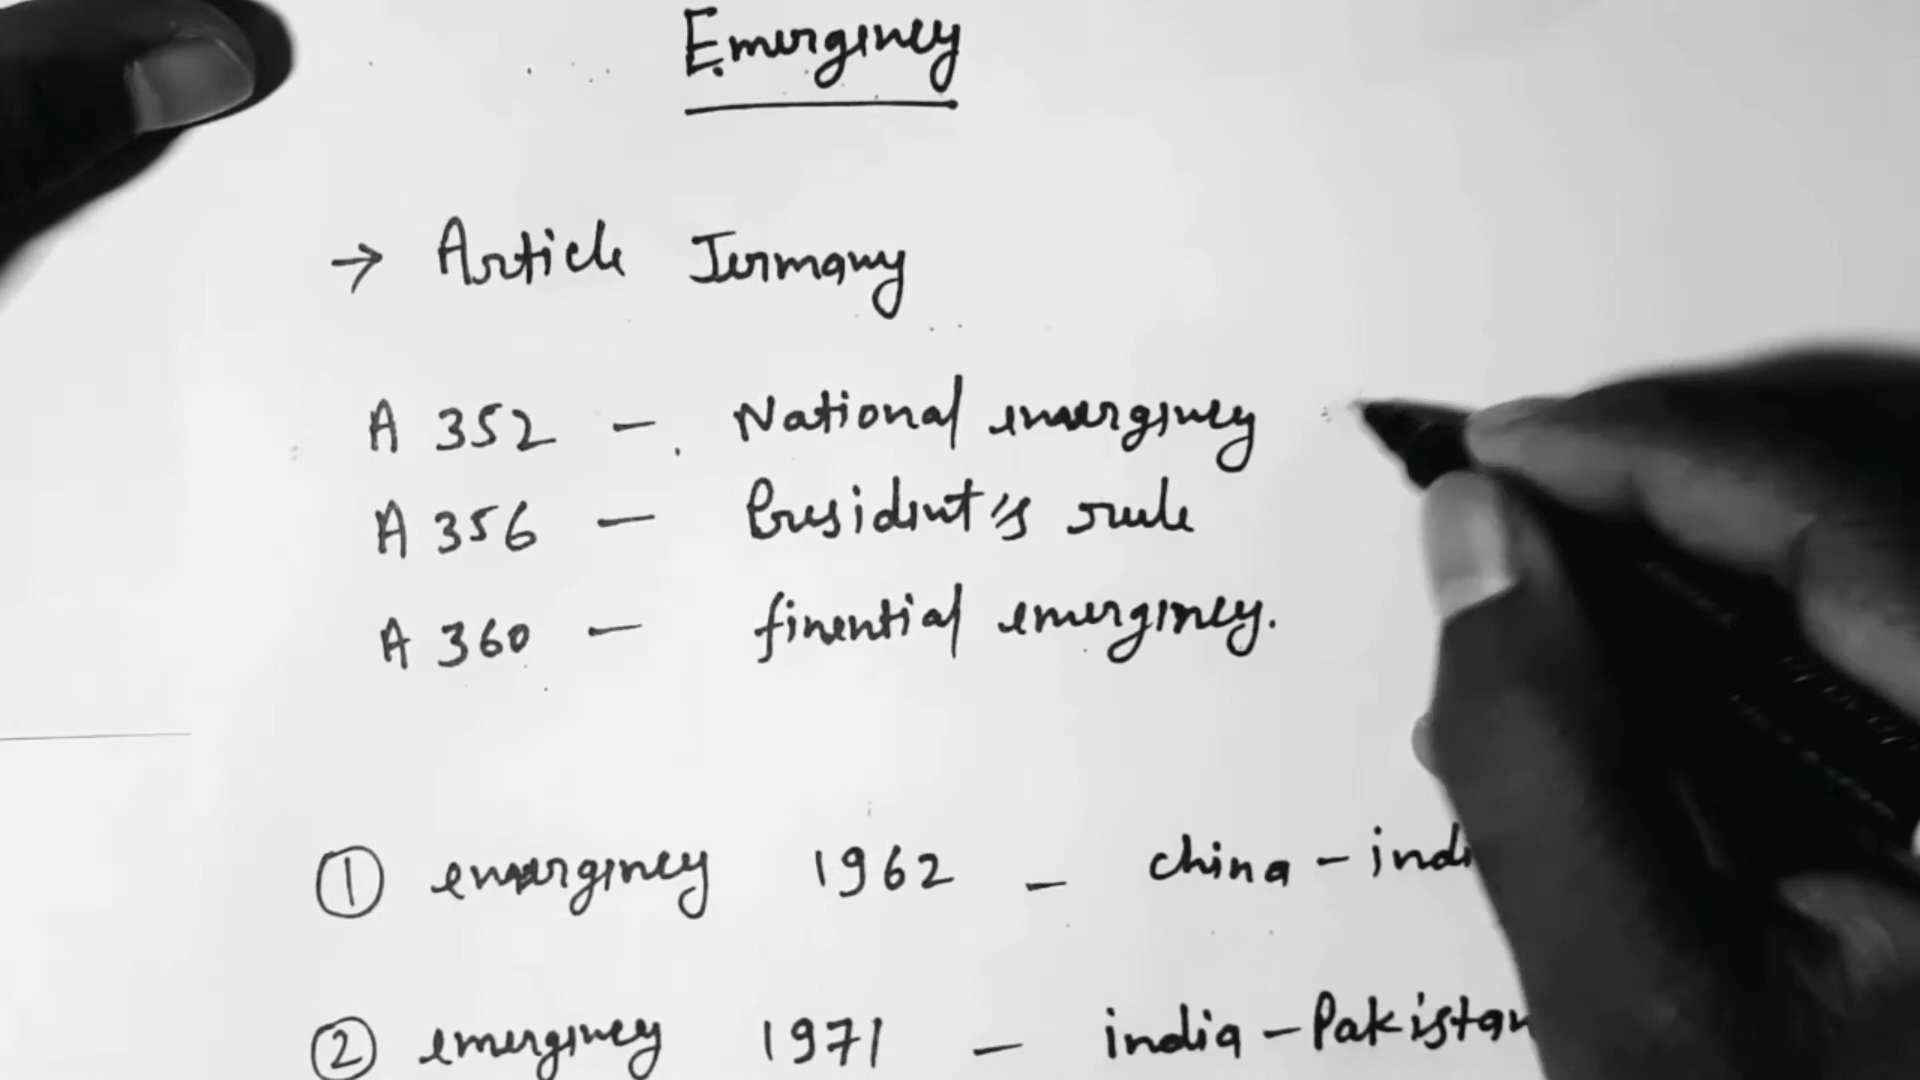 Emergency
→ Article Jermany
A 352 - National emergency
A 356 - President's rule
A 360 - finential emergency.
① emergency 1962 - china - indi
② emergency 1971 - india - Pakistan